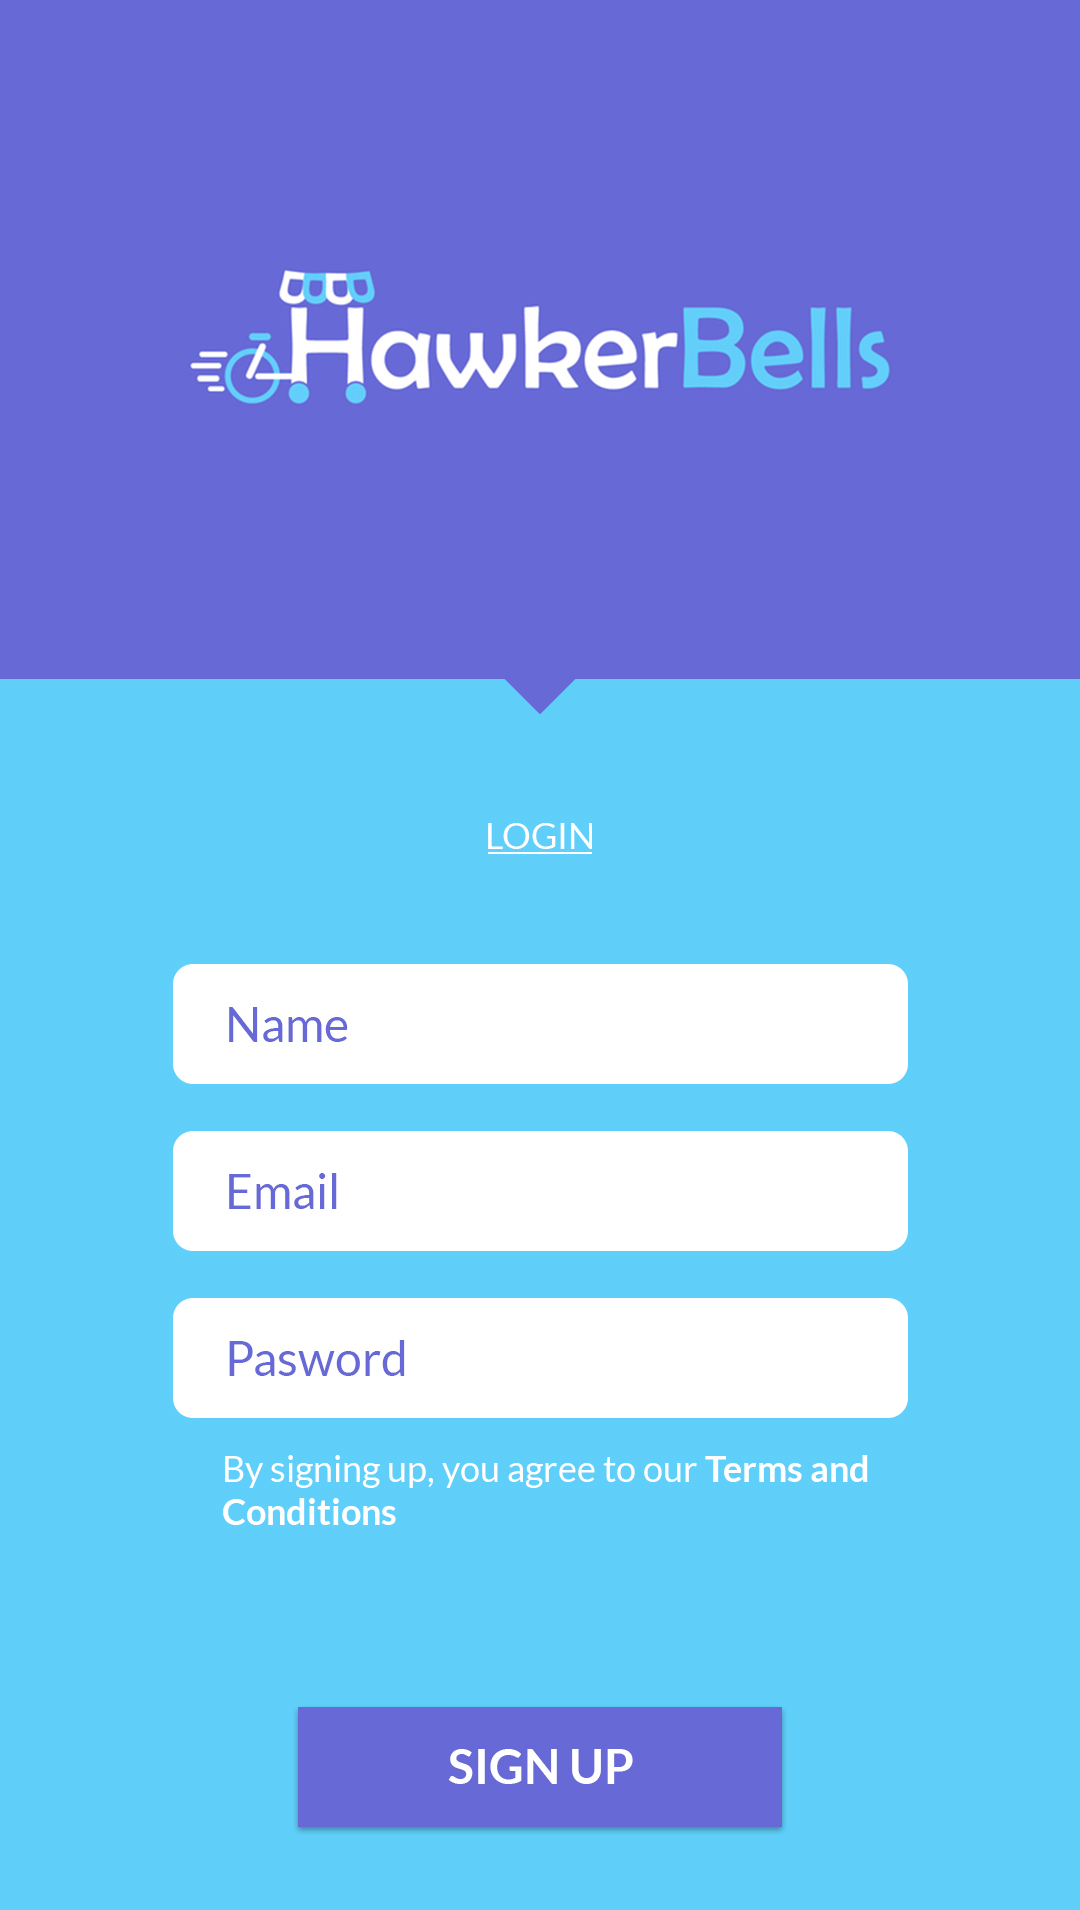 HawkerBells
LOGIN
Name
Email
Pasword
By signing up, you agree to our Terms and
Conditions
SIGN UP